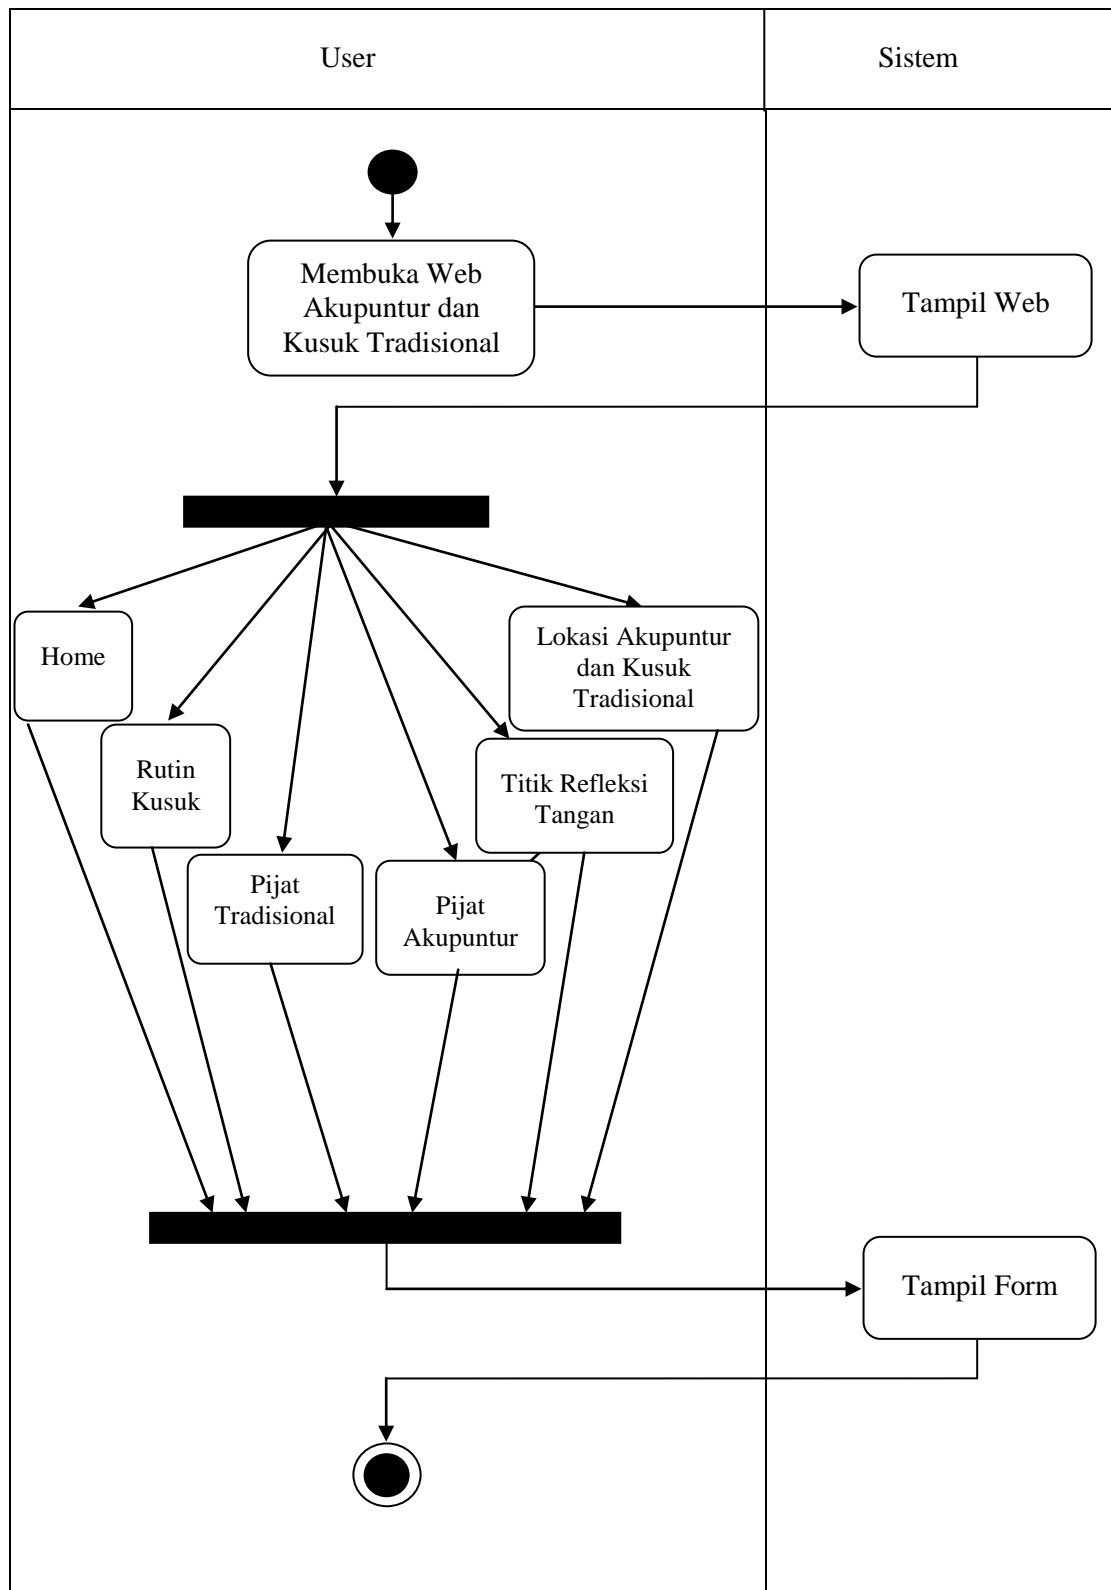 User
Sistem
Membuka Web
Akupuntur dan
Kusuk Tradisional
Tampil Web
Home
Lokasi Akupuntur
dan Kusuk
Tradisional
Rutin
Kusuk
Titik Refleksi
Tangan
Pijat
Tradisional
Pijat
Akupuntur
Tampil Form